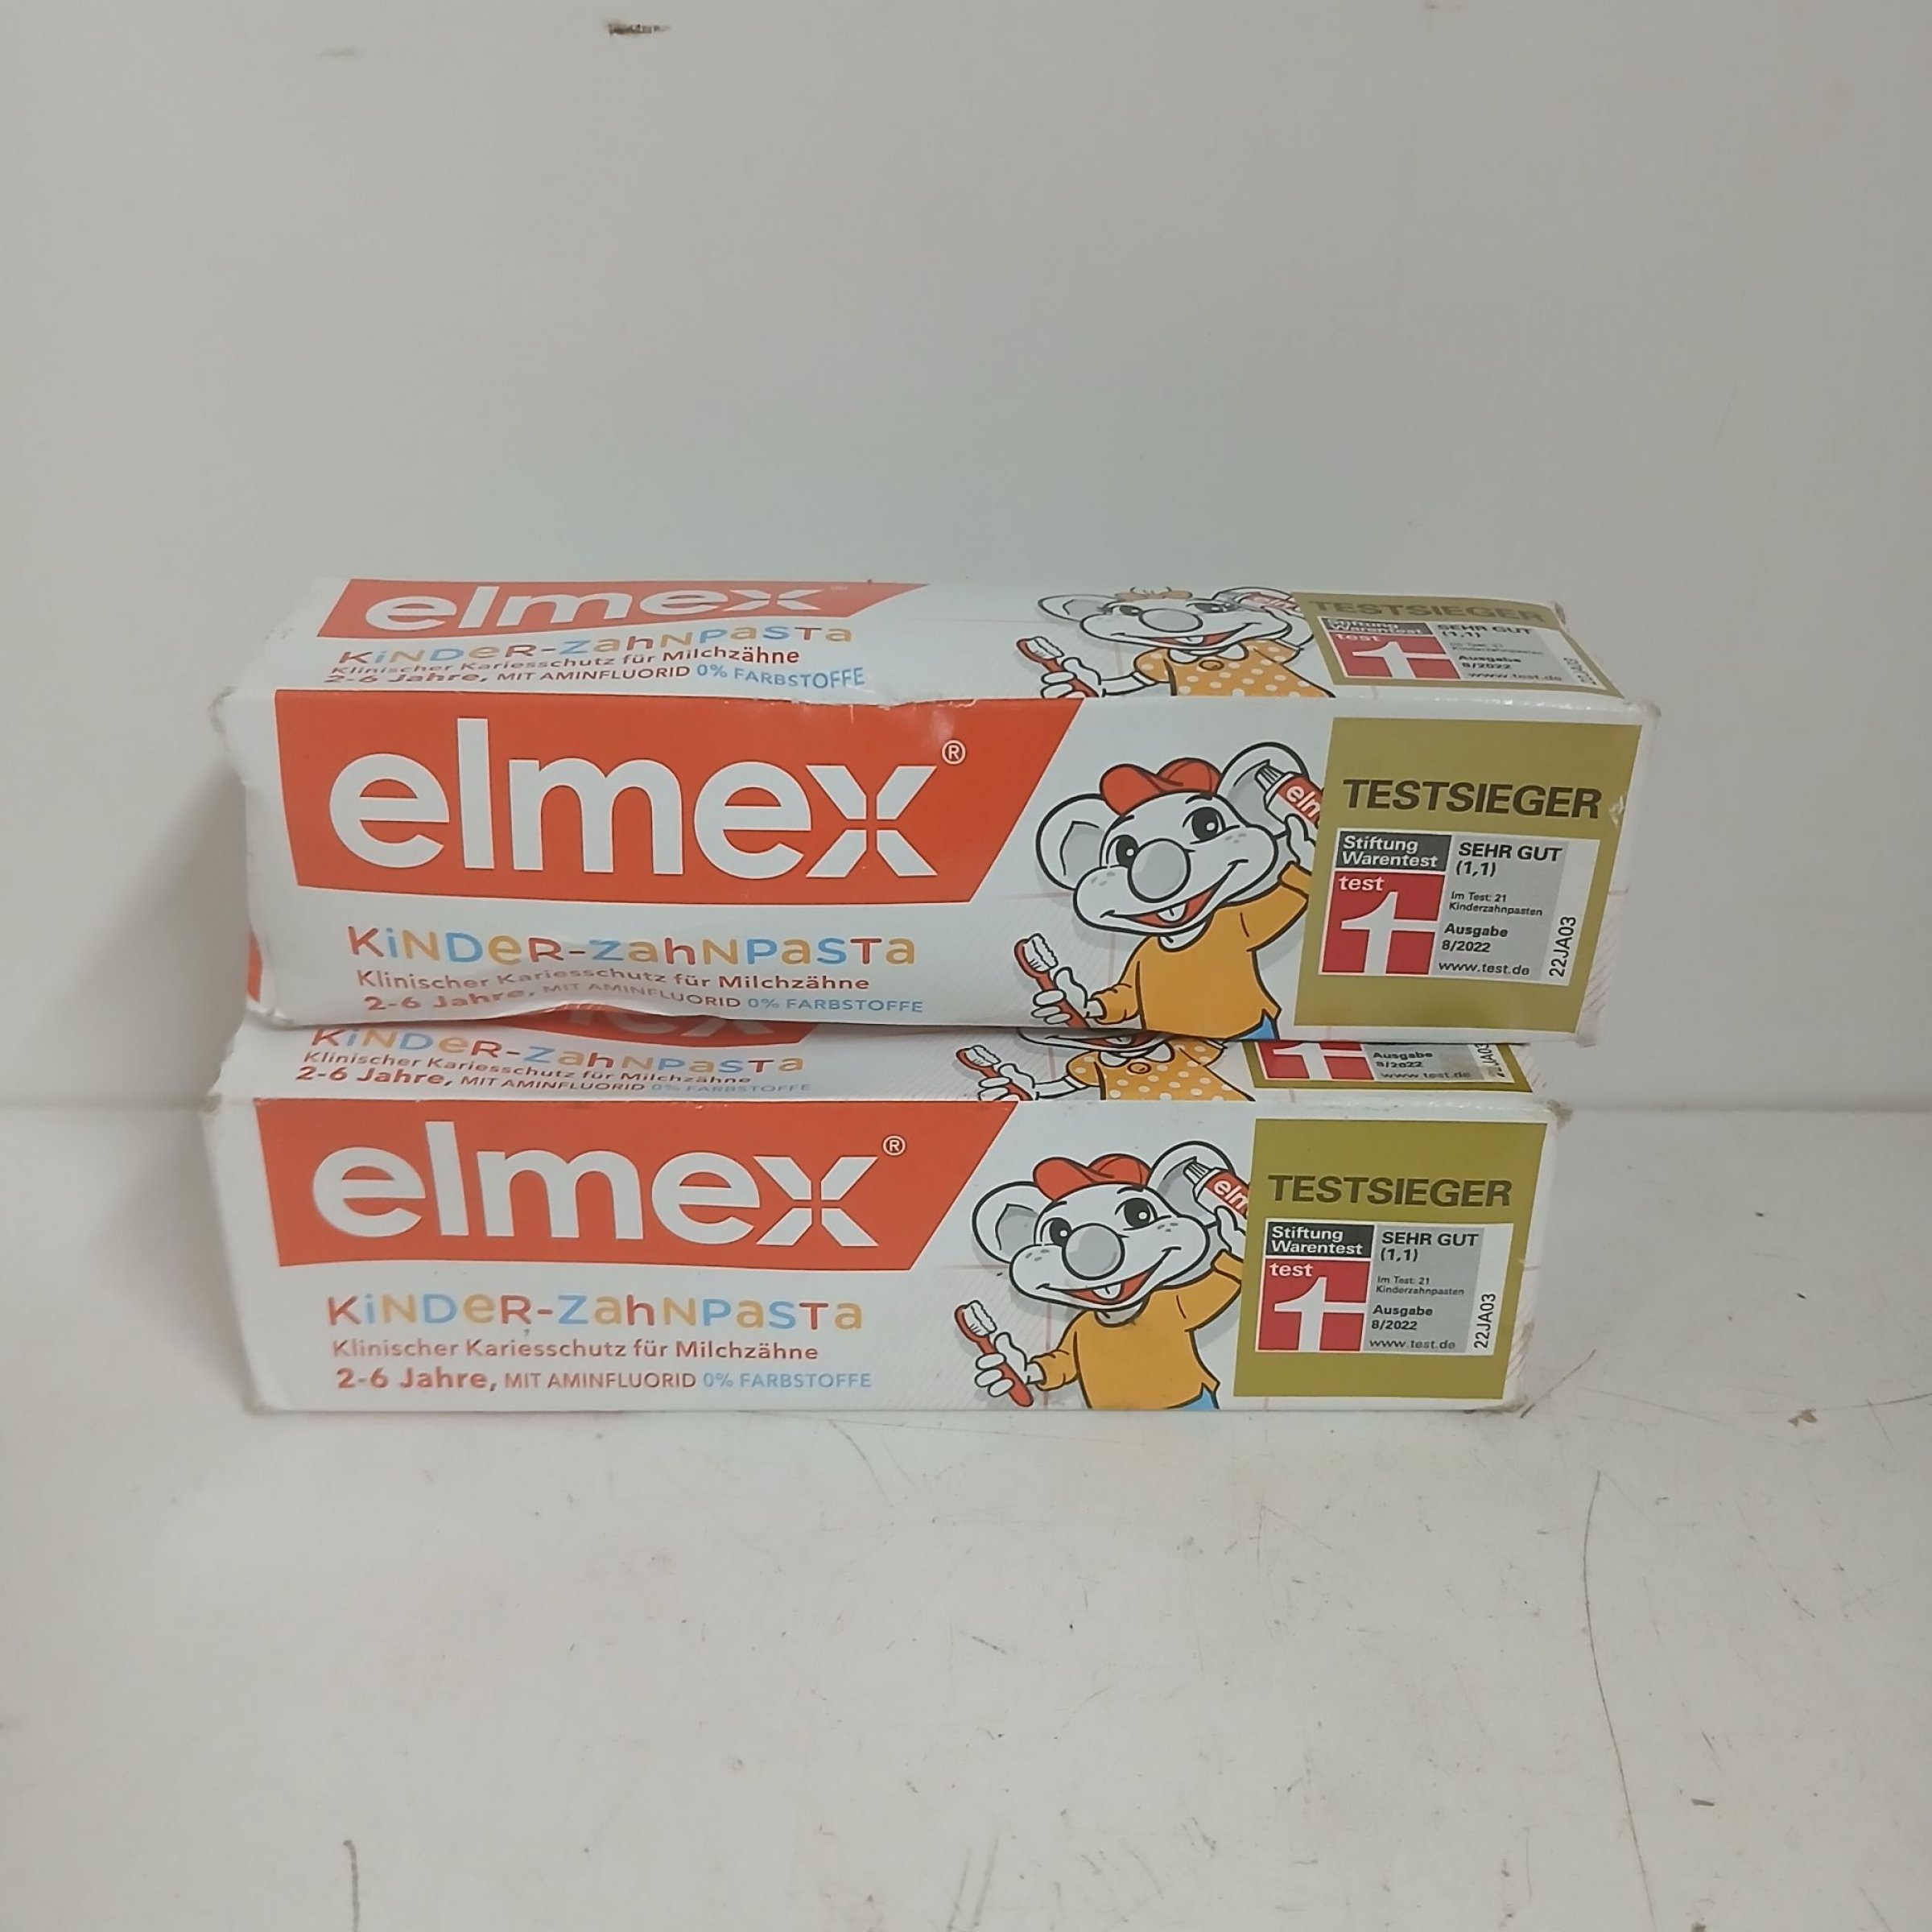 elmex
KiNDeR-ZahNPaSTa
Klinischer Kariesschutz für Milchzähne
2-6 Jahre, MIT AMINFLUORID 0% FARBSTOFFE
TESTSIEGER
Stiftung
Warentest
test
SEHR GUT
(1,1)
Ausgabe
8/2022
www.test.de
elmex®
elm
KiNDeR-ZahNPaSTa
Klinischer Kariesschutz für Milchzähne
2-6 Jahre, MIT AMINFLUORID 0% FARBSTOFFE
TESTSIEGER
Stiftung
Warentest
test
SEHR GUT
(1,1)
Im Test: 21
Kinderzahnpasten
Ausgabe
8/2022
www.test.de
22JA03
KiNDeR-ZahNPaSTa
Klinischer Kariesschutz für Milchzähne
2-6 Jahre, MIT AMINFLUORID 0% FARBSTOFFE
Ausgabe
8/2022
www.test.de
elmex®
elm
KiNDeR-ZahNPaSTa
Klinischer Kariesschutz für Milchzähne
2-6 Jahre, MIT AMINFLUORID 0% FARBSTOFFE
TESTSIEGER
Stiftung
Warentest
test
SEHR GUT
(1,1)
Im Test: 21
Kinderzahnpasten
Ausgabe
8/2022
www.test.de
22JA03